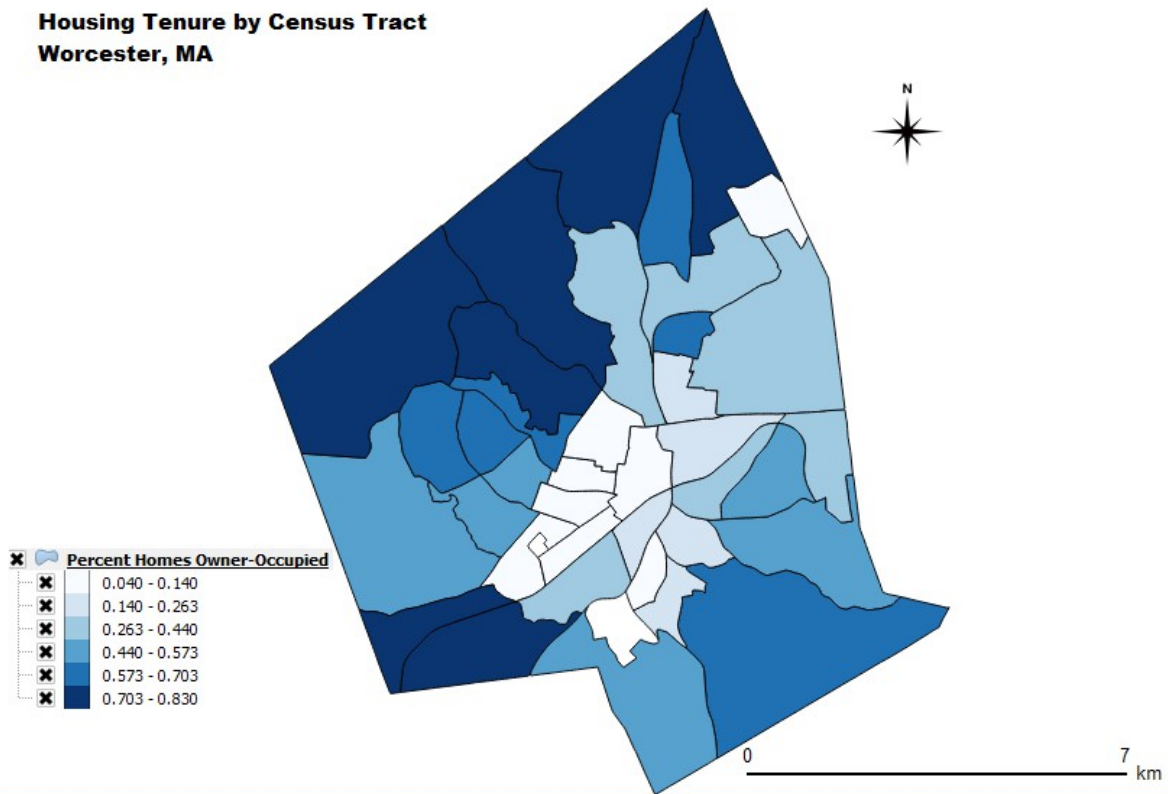 Housing Tenure by Census Tract
Worcester, MA
N
Percent Homes Owner-Occupied
0.040 - 0.140
0.140 - 0.263
0.263 - 0.440
0.440 - 0.573
0.573 - 0.703
0.703 - 0.830
0 7
km